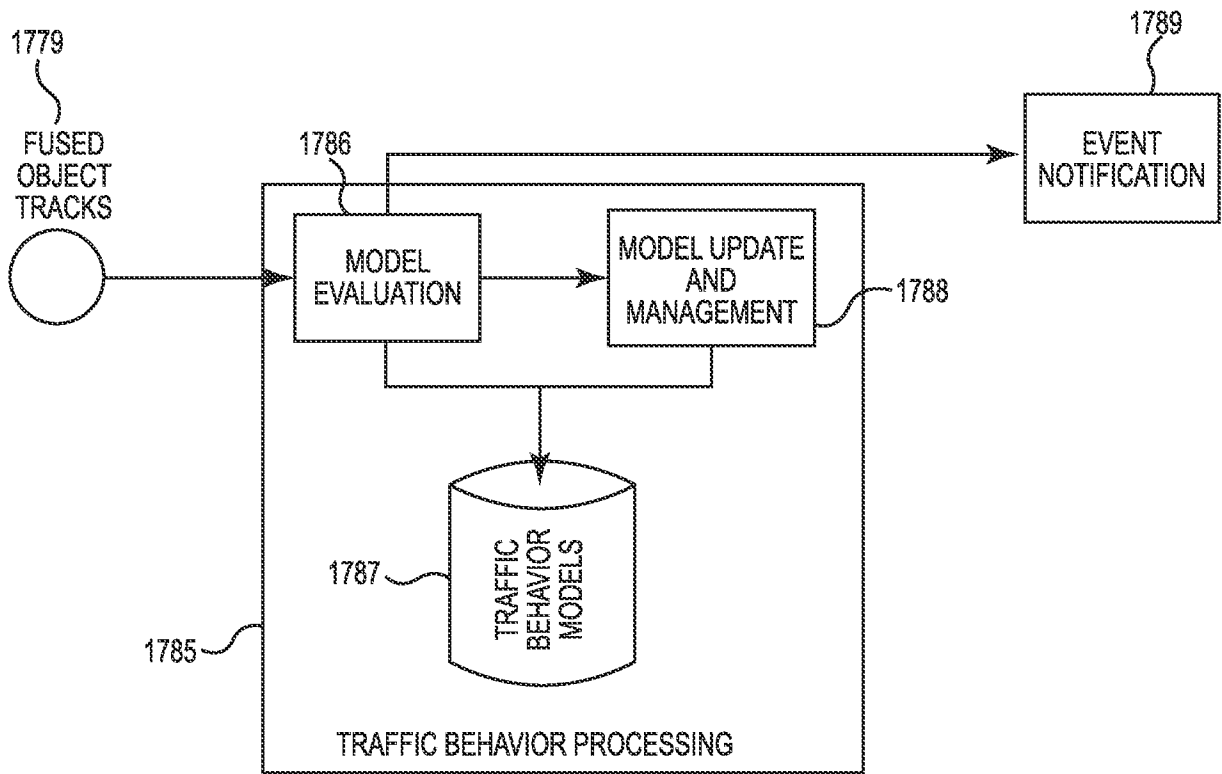 1779
FUSED
OBJECT
TRACKS
1786
MODEL
EVALUATION
MODEL UPDATE
AND
MANAGEMENT
1788
1789
EVENT
NOTIFICATION
1787
TRAFFIC
BEHAVIOR
MODELS
1785
TRAFFIC BEHAVIOR PROCESSING